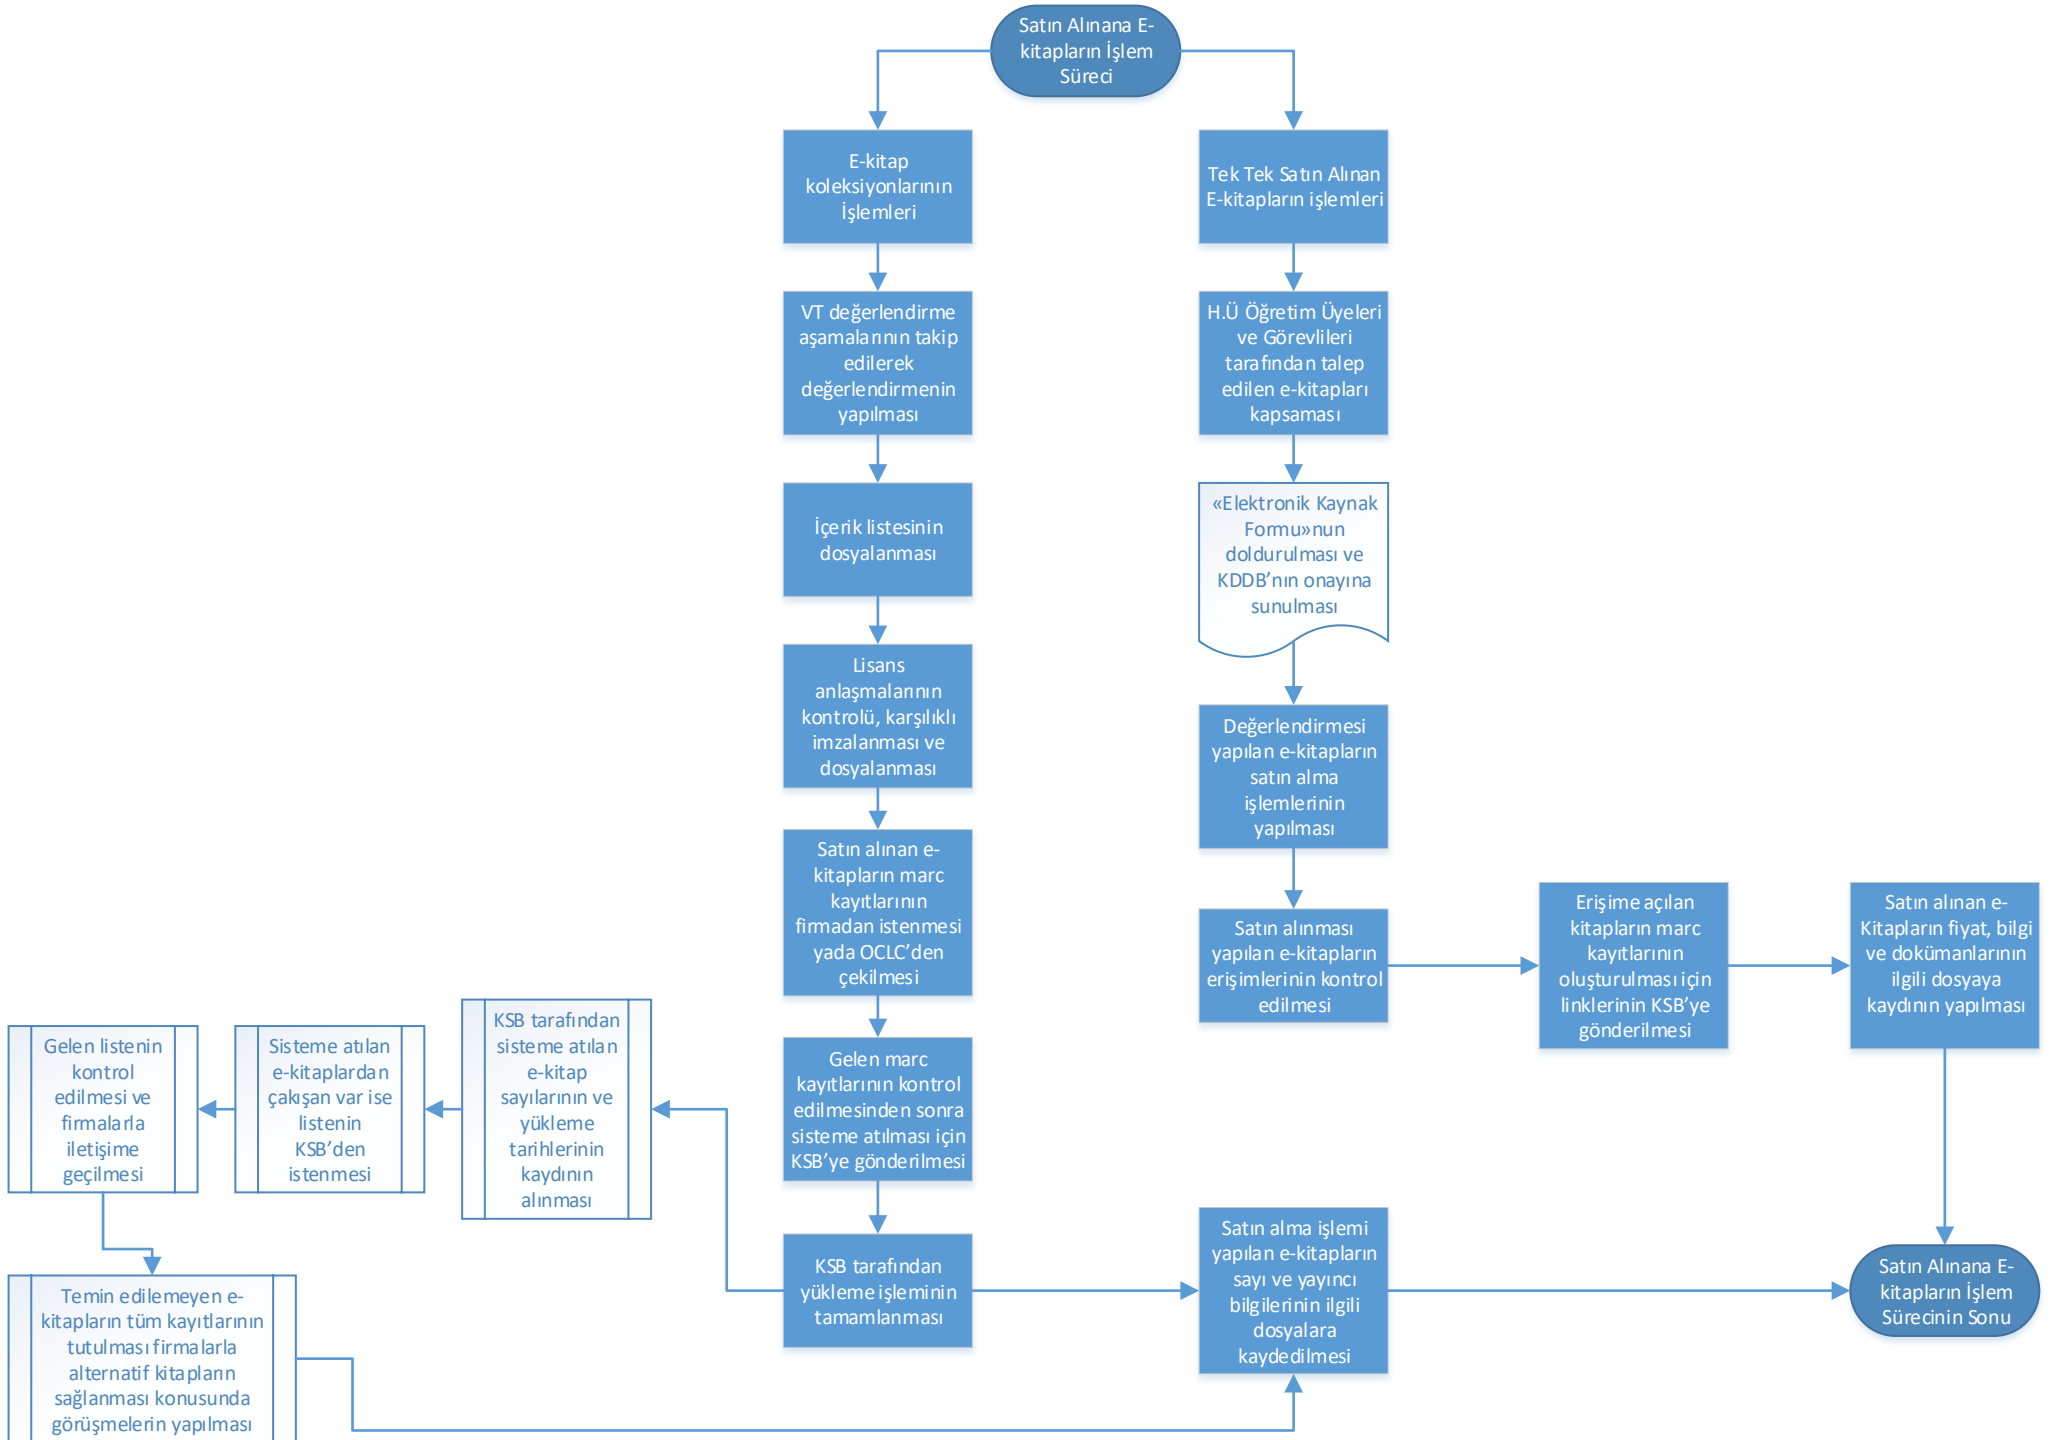 Satın Alınana E-
kitapların İşlem
Süreci
E-kitap
koleksiyonlarının
İşlemleri
Tek Tek Satın Alınan
E-kitapların işlemleri
VT değerlendirme
aşamalarının takip
edilerek
değerlendirmenin
yapılması
H.Ü Öğretim Üyeleri
ve Görevlileri
tarafından talep
edilen e-kitapları
kapsaması
İçerik listesinin
dosyalanması
«Elektronik Kaynak
Formu»nun
doldurulması ve
KDDB’nın onayına
sunulması
Lisans
anlaşmalarının
kontrolü, karşılıklı
imzalanması ve
dosyalanması
Değerlendirmesi
yapılan e-kitapların
satın alma
işlemlerinin
yapılması
Satın alınan e-
kitapların marc
kayıtlarının
firmadan istenmesi
yada OCLC’den
çekilmesi
Satın alınması
yapılan e-kitapların
erişimlerinin kontrol
edilmesi
Erişime açılan
kitapların marc
kayıtlarının
oluşturulması için
linklerinin KSB’ye
gönderilmesi
Satın alınan e-
Kitapların fiyat, bilgi
ve dokümanlarının
ilgili dosyaya
kaydının yapılması
Gelen listenin
kontrol
edilmesi ve
firmalarla
iletişime
geçilmesi
Sisteme atılan
e-kitaplardan
çakışan var ise
listenin
KSB’den
istenmesi
KSB tarafından
sisteme atılan
e-kitap
sayılarının ve
yükleme
tarihlerinin
kaydının
alınması
Gelen marc
kayıtlarının kontrol
edilmesinden sonra
sisteme atılması için
KSB’ye gönderilmesi
Temin edilemeyen e-
kitapların tüm kayıtlarının
tutulması firmalarla
alternatif kitapların
sağlanması konusunda
görüşmelerin yapılması
KSB tarafından
yükleme işleminin
tamamlanması
Satın alma işlemi
yapılan e-kitapların
sayı ve yayıncı
bilgilerinin ilgili
dosyalara
kaydedilmesi
Satın Alınana E-
kitapların İşlem
Sürecinin Sonu